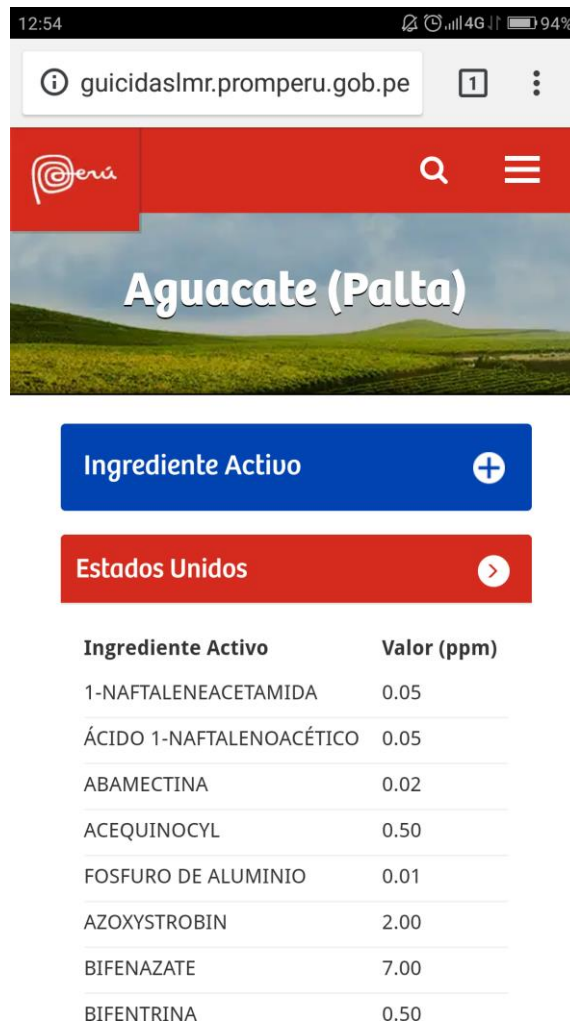 12:54 4G 94%
guicidaslmr.promperu.gob.pe 1
Perú
Aguacate (Palta)
Ingrediente Activo
Estados Unidos
Ingrediente Activo Valor (ppm)
1-NAFTALENEACETAMIDA 0.05
ÁCIDO 1-NAFTALENOACÉTICO 0.05
ABAMECTINA 0.02
ACEQUINOCYL 0.50
FOSFURO DE ALUMINIO 0.01
AZOXYSTROBIN 2.00
BIFENAZATE 7.00
BIFENTRINA 0.50